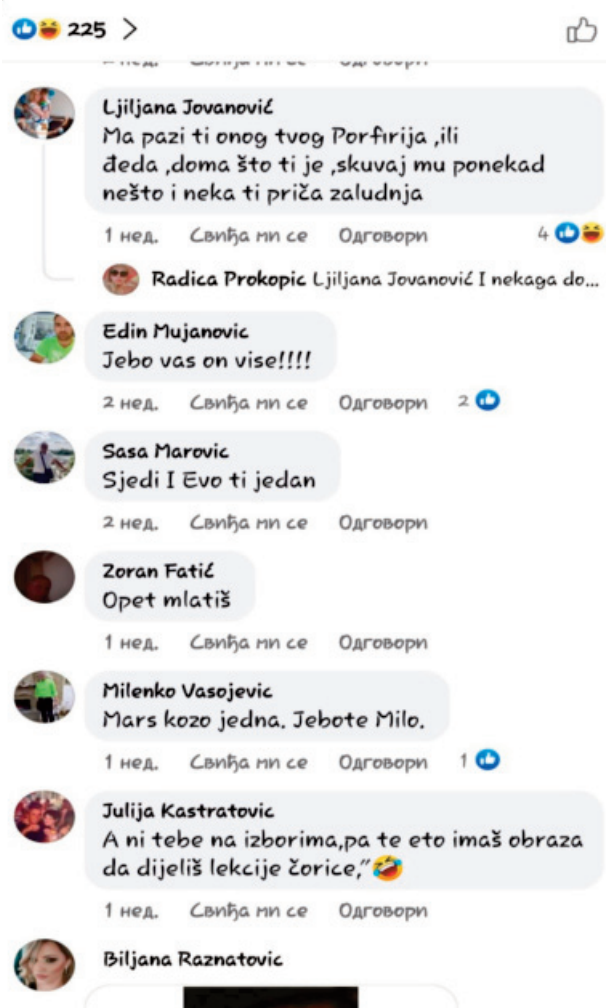 225 >
Ljiljana Jovanović
Ma pazi ti onog tvog Porfirija ,ili
đeda ,doma što ti je ,skuvaj mu ponekad
nešto i neka ti priča zaludnja
1 нед. Свиђа ми се Одговори 4
Radica Prokopic Ljiljana Jovanović I nekaga do...
Edin Mujanovic
Jebo vas on vise!!!!
2 нед. Свиђа ми се Одговори 2
Sasa Marovic
Sjedi I Evo ti jedan
2 нед. Свиђа ми се Одговори
Zoran Fatić
Opet mlatiš
1 нед. Свиђа ми се Одговори
Milenko Vasojevic
Mars kozo jedna. Jebote Milo.
1 нед. Свиђа ми се Одговори 1
Julija Kastratovic
A ni tebe na izborima,pa te eto imaš obraza
da dijeliš lekcije čorice,”🤣
1 нед. Свиђа ми се Одговори
Biljana Raznatovic